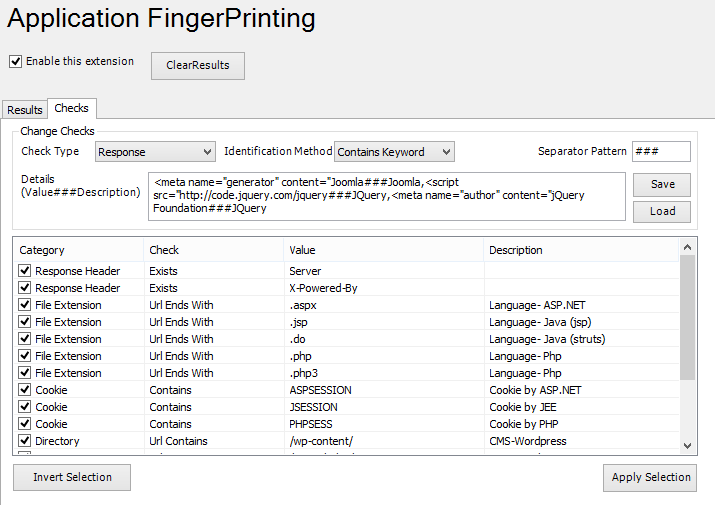 Application FingerPrinting
Enable this extension
ClearResults
Results
Checks
Change Checks
Check Type
Response
Identification Method
Contains Keyword
Separator Pattern
###
Details
(Value###Description)
<meta name="generator" content="Joomla###Joomla,<script
src="http://code.jquery.com/jquery###JQuery,<meta name="author" content="jQuery
Foundation###JQuery
Save
Load
Category Check Value Description
Response Header Exists Server
Response Header Exists X-Powered-By
File Extension Url Ends With .aspx Language- ASP.NET
File Extension Url Ends With .jsp Language- Java (jsp)
File Extension Url Ends With .do Language- Java (struts)
File Extension Url Ends With .php Language- Php
File Extension Url Ends With .php3 Language- Php
Cookie Contains ASPSESSION Cookie by ASP.NET
Cookie Contains JSESSION Cookie by JEE
Cookie Contains PHPSESS Cookie by PHP
Directory Url Contains /wp-content/ CMS-Wordpress
Invert Selection
Apply Selection